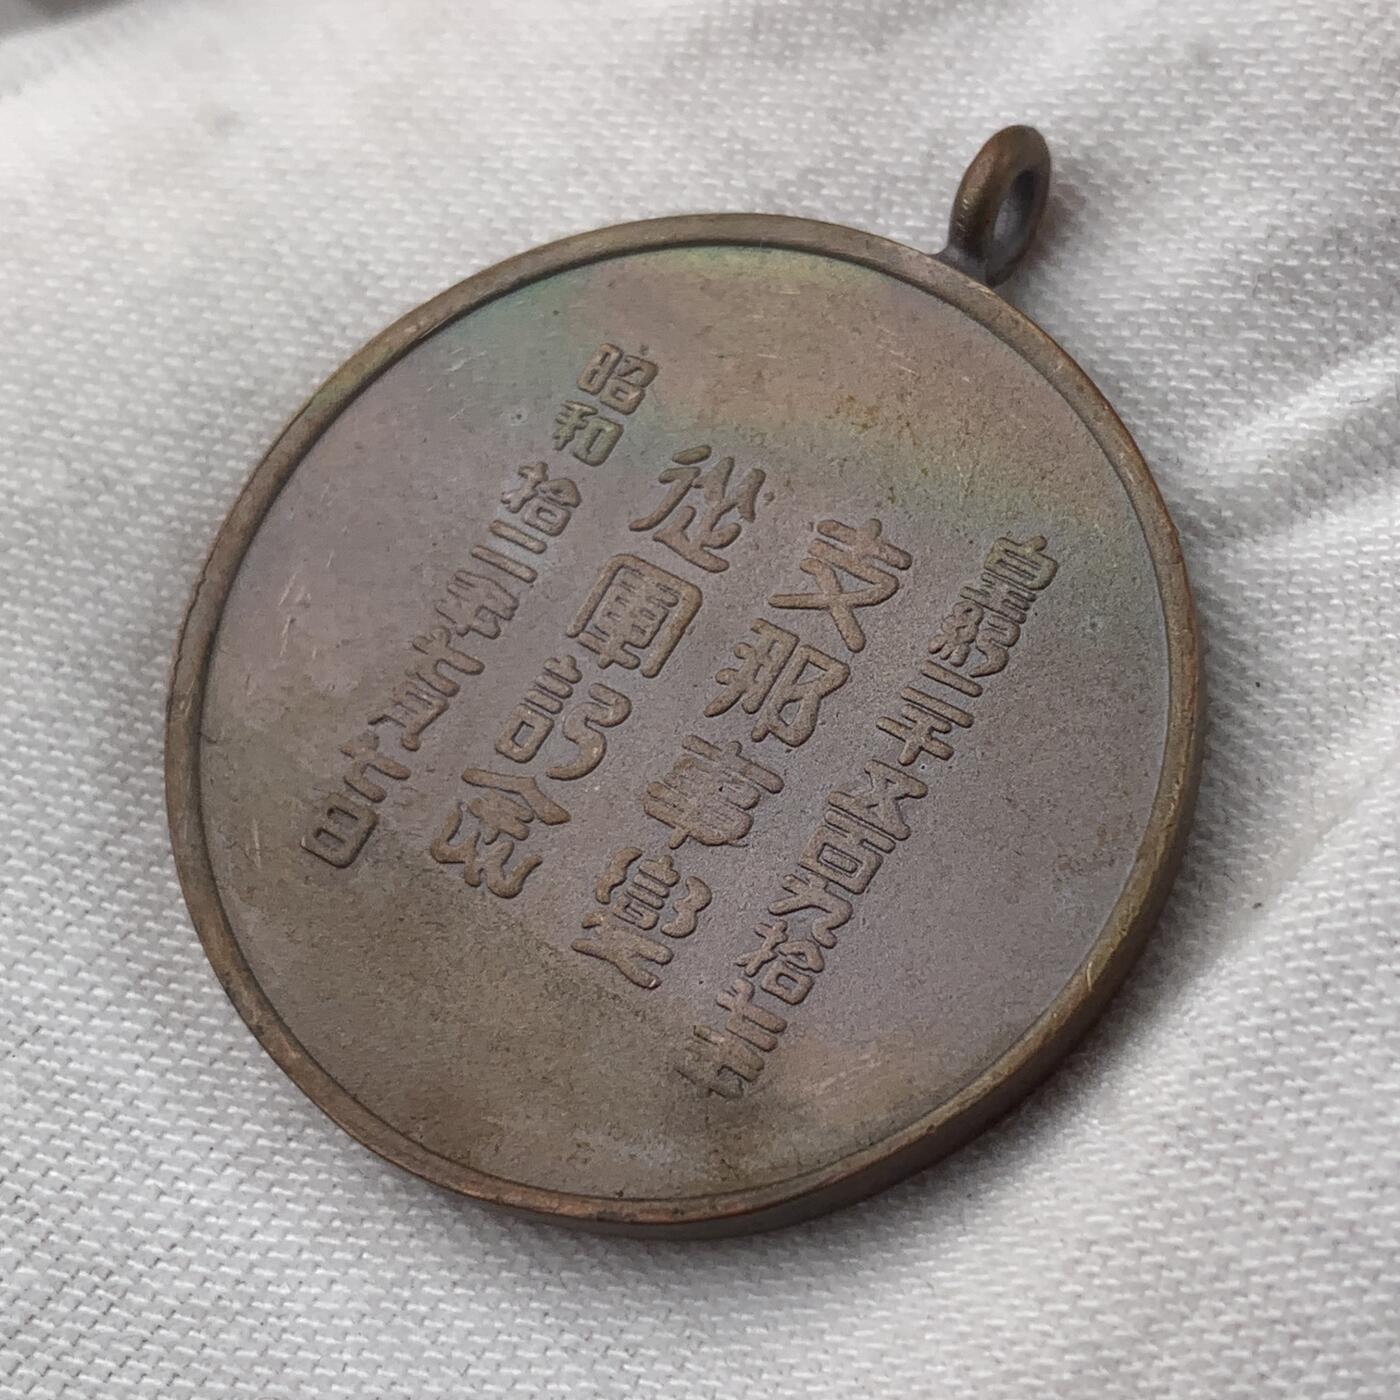 皇紀二千五百九拾七年
支那事變
從軍記念
昭和拾二年七月七日